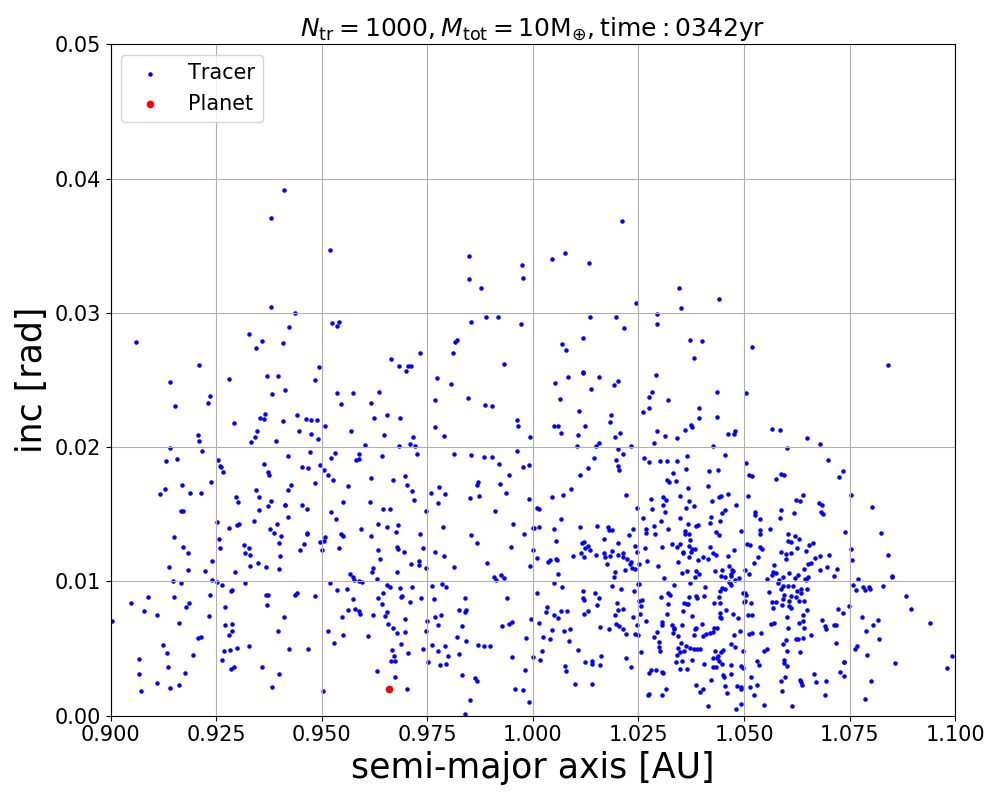 N_tr = 1000, M_tot = 10M_⊕, time : 0342yr
Tracer
Planet
0.05
0.04
0.03
0.02
0.01
0.00
inc [rad]
0.900 0.925 0.950 0.975 1.000 1.025 1.050 1.075 1.100
semi-major axis [AU]